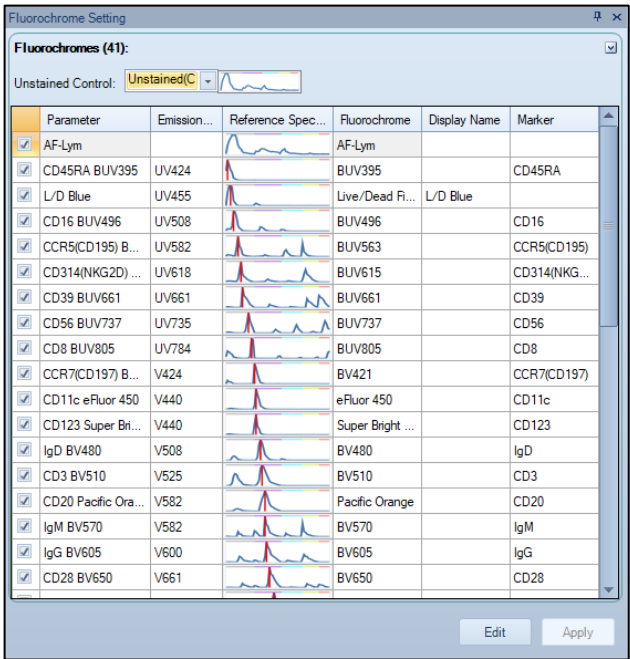 Fluorochrome Setting
Fluorochromes (41):
Unstained Control: Unstained(C
Parameter Emission... Reference Spec... Fluorochrome Display Name Marker
AF-Lym AF-Lym
CD45RA BUV395 UV424 BUV395 CD45RA
L/D Blue UV455 Live/Dead Fi... L/D Blue
CD16 BUV496 UV508 BUV496 CD16
CCR5(CD195) B... UV582 BUV563 CCR5(CD195)
CD314(NKG2D) ... UV618 BUV615 CD314(NKG...
CD39 BUV661 UV661 BUV661 CD39
CD56 BUV737 UV735 BUV737 CD56
CD8 BUV805 UV784 BUV805 CD8
CCR7(CD197) B... V424 BV421 CCR7(CD197)
CD11c eFluor 450 V440 eFluor 450 CD11c
CD123 Super Bri... V440 Super Bright ... CD123
IgD BV480 V508 BV480 IgD
CD3 BV510 V525 BV510 CD3
CD20 Pacific Ora... V582 Pacific Orange CD20
IgM BV570 V582 BV570 IgM
IgG BV605 V600 BV605 IgG
CD28 BV650 V661 BV650 CD28
Edit Apply